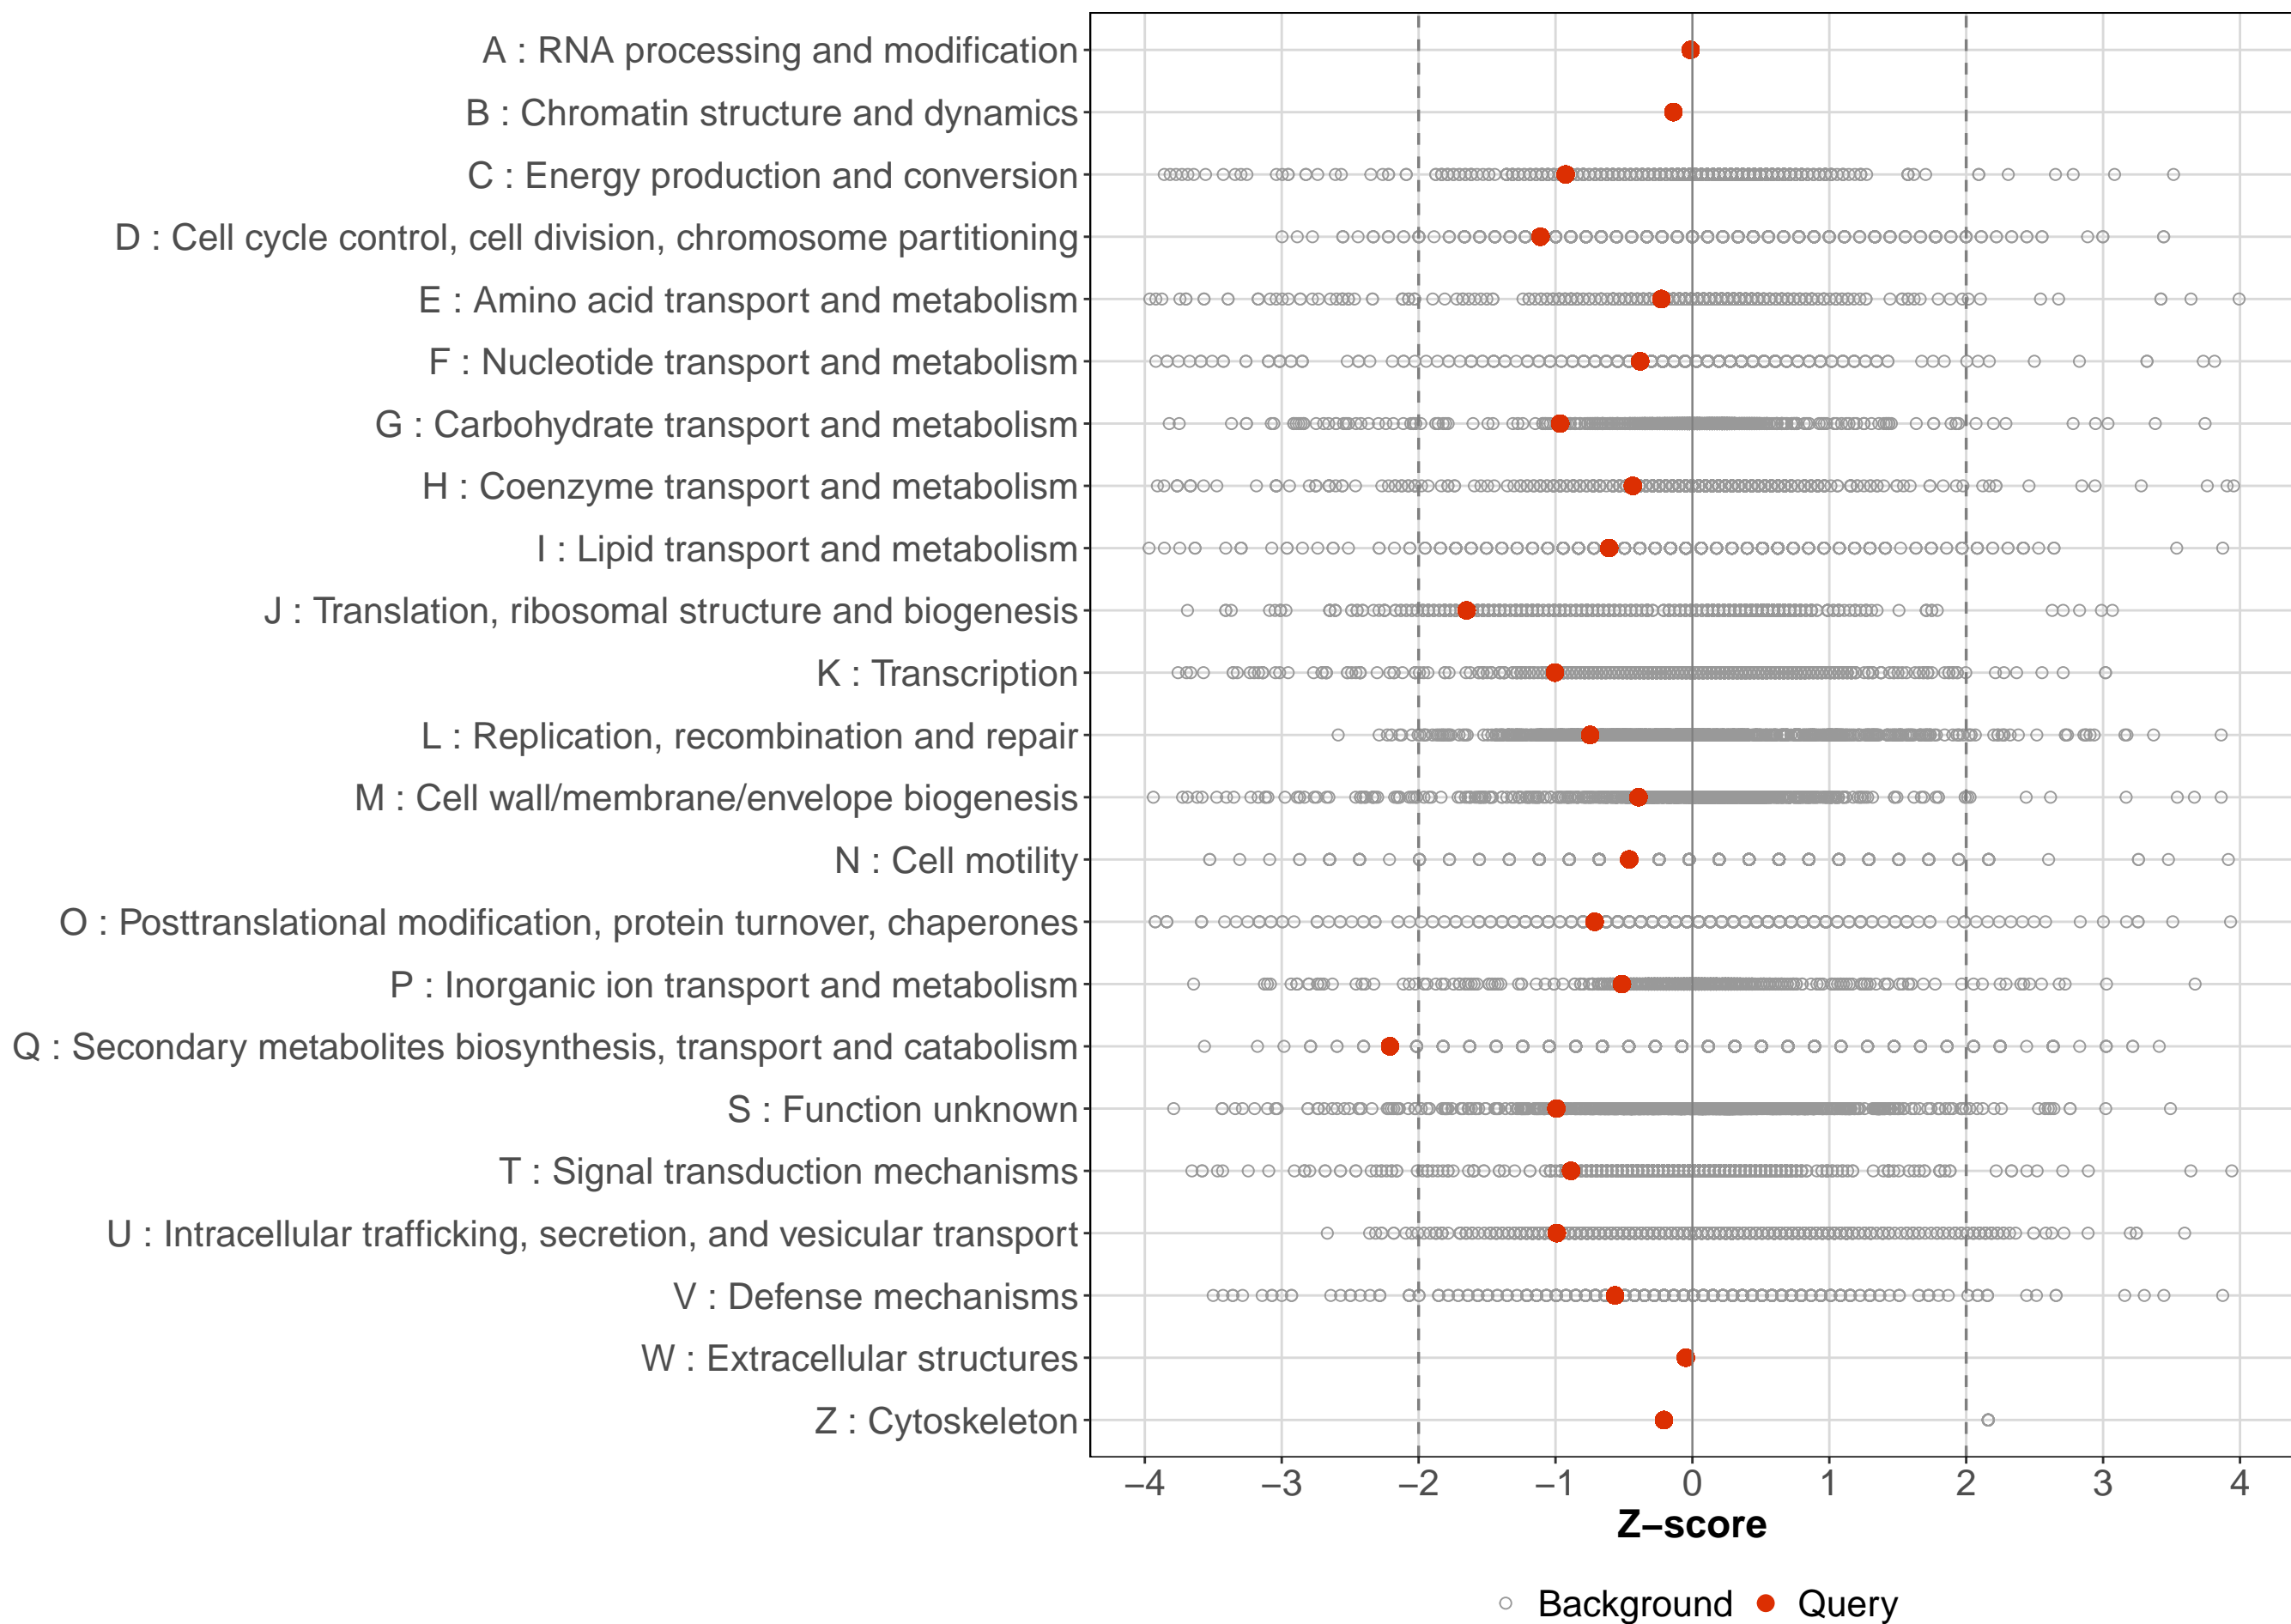 A : RNA processing and modification
B : Chromatin structure and dynamics
C : Energy production and conversion
D : Cell cycle control, cell division, chromosome partitioning
E : Amino acid transport and metabolism
F : Nucleotide transport and metabolism
G : Carbohydrate transport and metabolism
H : Coenzyme transport and metabolism
I : Lipid transport and metabolism
J : Translation, ribosomal structure and biogenesis
K : Transcription
L : Replication, recombination and repair
M : Cell wall/membrane/envelope biogenesis
N : Cell motility
O : Posttranslational modification, protein turnover, chaperones
P : Inorganic ion transport and metabolism
Q : Secondary metabolites biosynthesis, transport and catabolism
S : Function unknown
T : Signal transduction mechanisms
U : Intracellular trafficking, secretion, and vesicular transport
V : Defense mechanisms
W : Extracellular structures
Z : Cytoskeleton
−4 −3 −2 −1 0 1 2 3 4
Z−score
Background Query